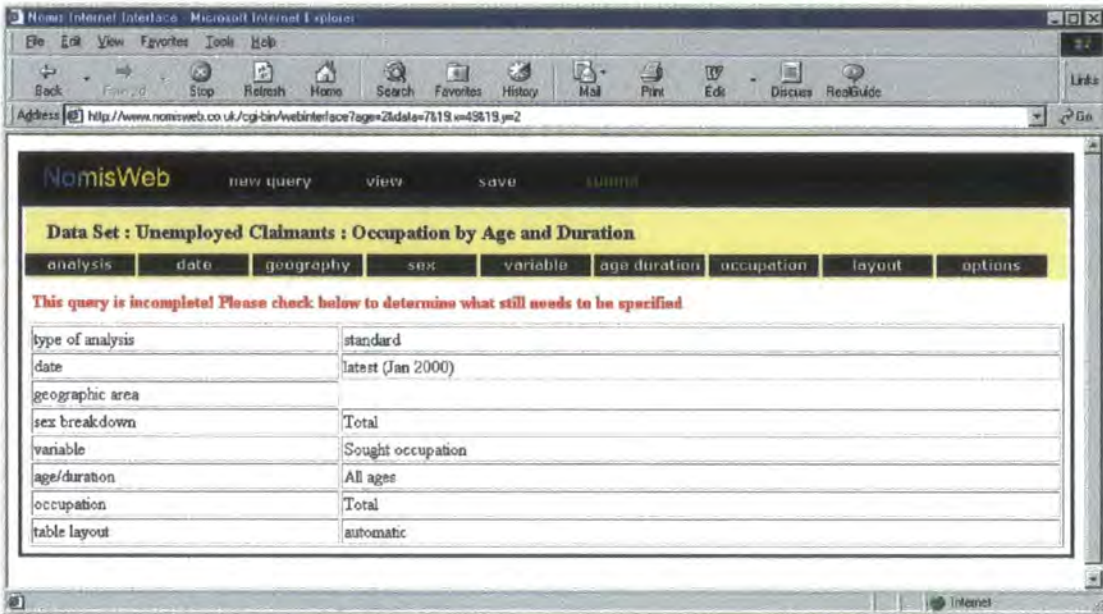 Nomis Internet Interface - Microsoft Internet Explorer
File Edit View Favorites Tools Help
Back Forward Stop Refresh Home Search Favorites History Mail Print Edit Discuss RealGuide Links
Address http://www.nomisweb.co.uk/cgi-bin/webinterface?age=2&data=7&19.x=49&19.y=2 Go
NomisWeb new query view save submit
Data Set : Unemployed Claimants : Occupation by Age and Duration
analysis date geography sex variable age duration occupation layout options
This query is incomplete! Please check below to determine what still needs to be specified
type of analysis standard
date latest (Jan 2000)
geographic area
sex breakdown Total
variable Sought occupation
age/duration All ages
occupation Total
table layout automatic
Internet